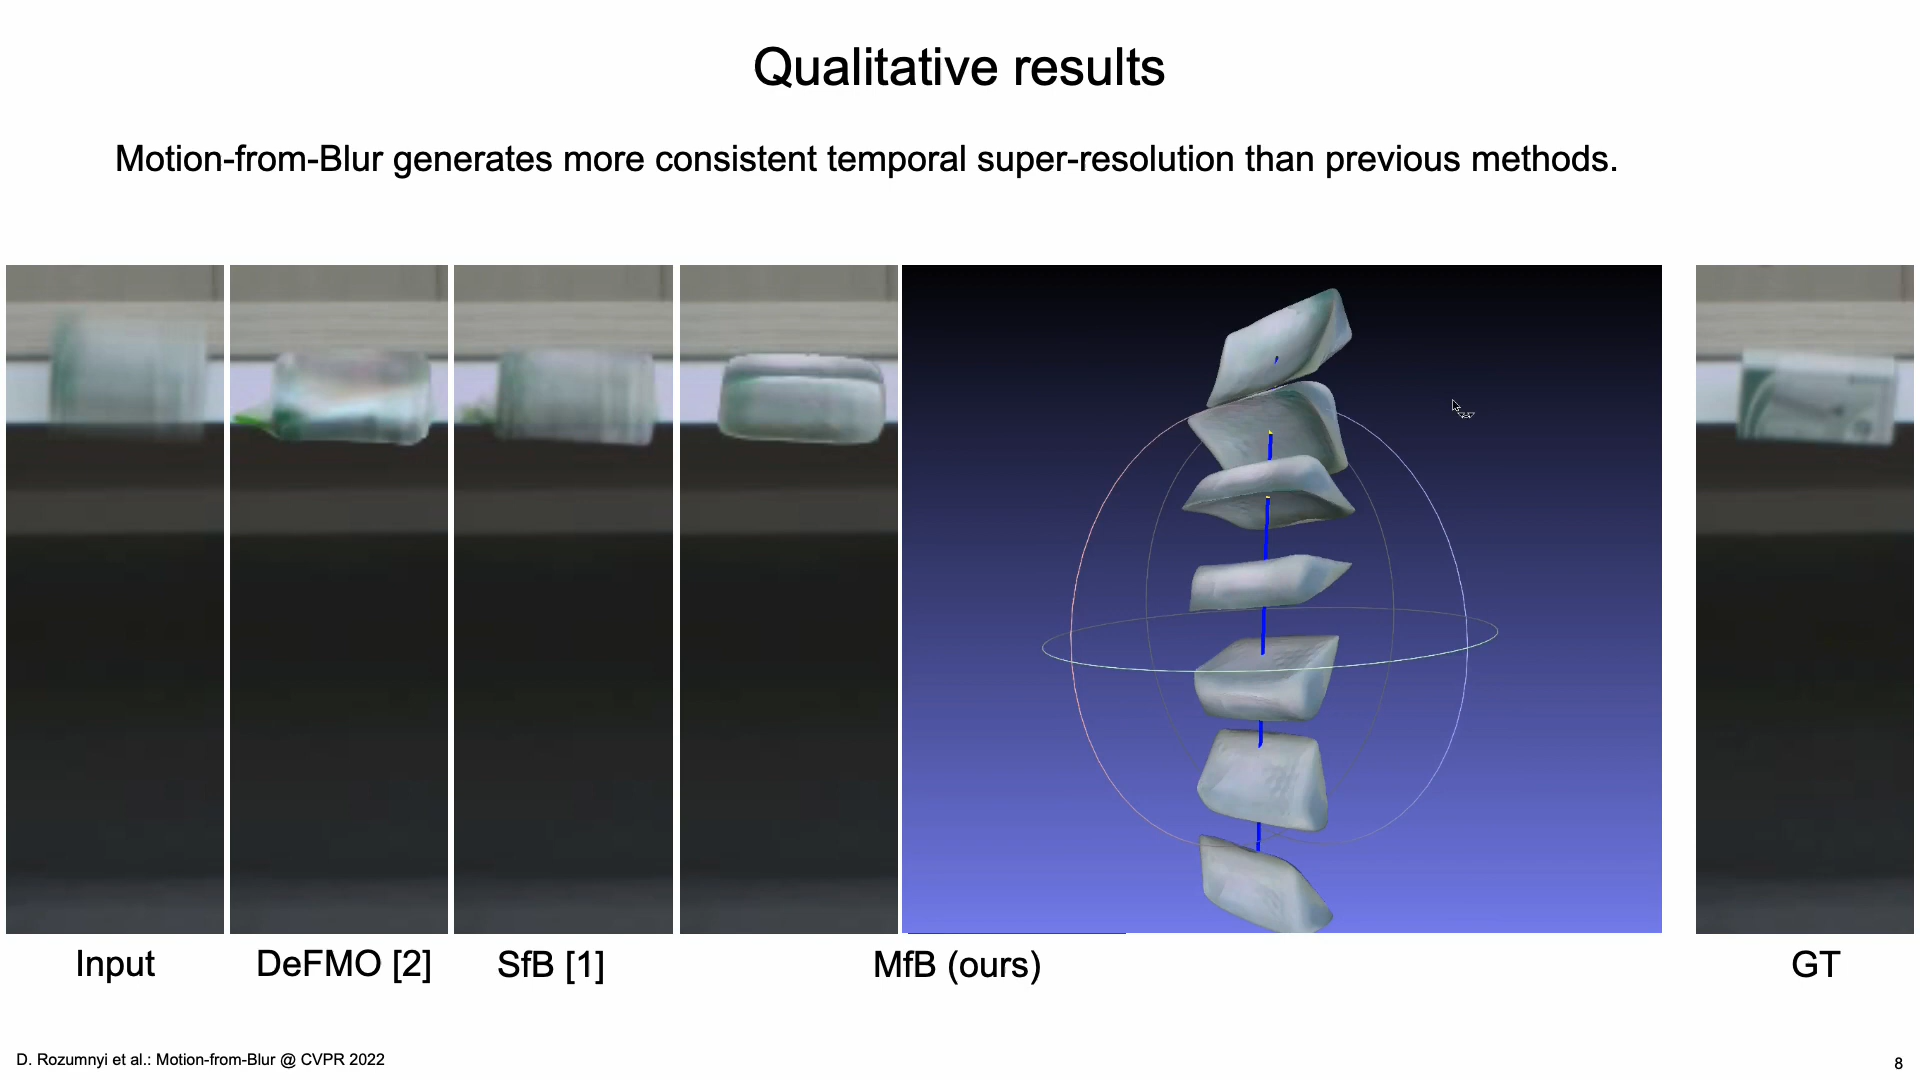 Qualitative results
Motion-from-Blur generates more consistent temporal super-resolution than previous methods.
Input
DeFMO [2]
SfB [1]
MfB (ours)
GT
D. Rozumnyi et al.: Motion-from-Blur @ CVPR 2022
8